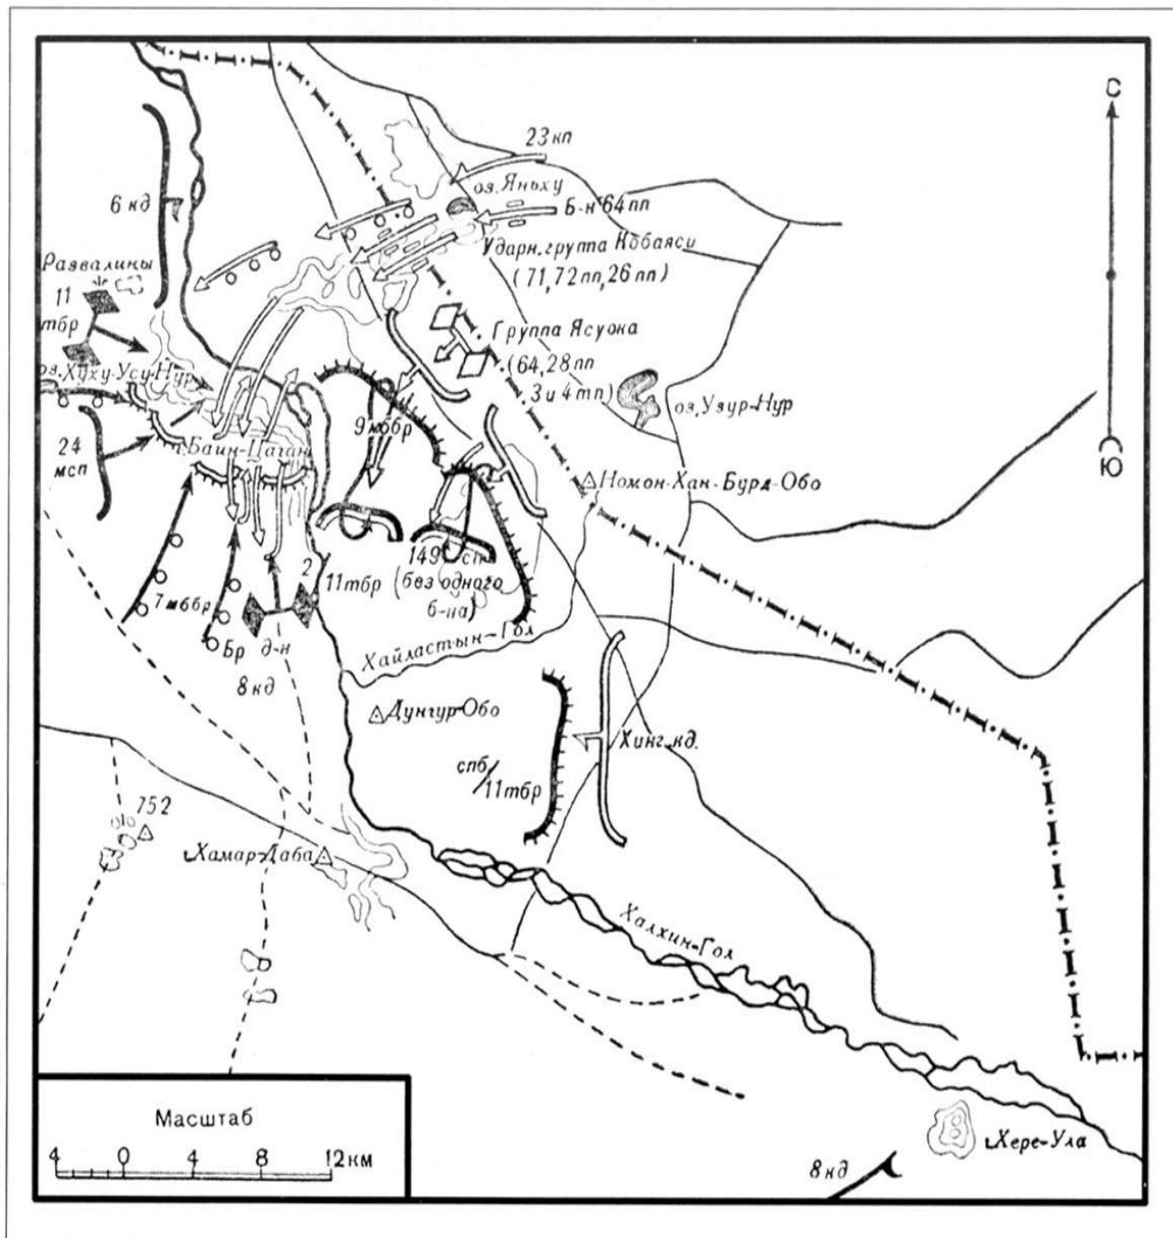 С
23 кп
оз. Яньху
Б-н 64 пп
6 кд
Ударн. группа Кобаяси
(71, 72 пп, 26 пп)
Развалины
11
тбр
Группа Ясуока
(64, 28 пп
3 и 4 тп)
оз. Хуху-Усу-Нур
оз. Узур-Нур
9 мббр
24
мсп
г. Баин-Цаган
Номон-Хан-Бурд-Обо
Ю
149 сп
(без одного
б-на)
2
11 тбр
7 мббр
Бр
д-н
8 кд
Хайластын-Гол
Дунгур-Обо
Хинг. кд.
спб/
11 тбр
752
г. Хамар-Даба
Халхин-Гол
г. Хере-Ула
8 кд
Масштаб
4 0 4 8 12 км